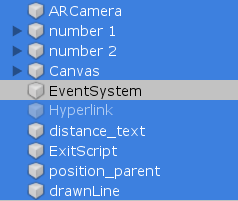 ARCamera
number 1
number 2
Canvas
EventSystem
Hyperlink
distance_text
ExitScript
position_parent
drawnLine